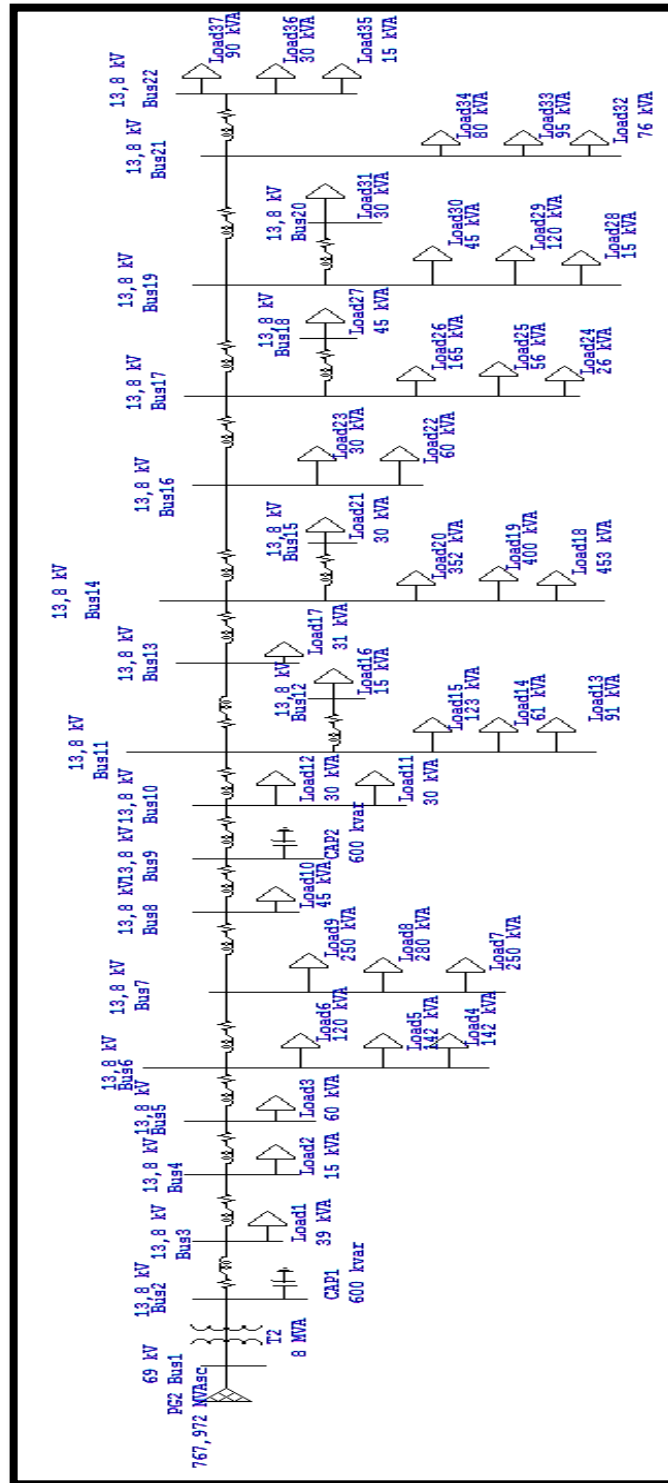 PG2
767,972 MVAsc
69 kV
Bus1
T2
8 MVA
13,8 kV
Bus2
CAP1
600 kvar
13,8 kV
Bus3
Load1
39 kVA
13,8 kV
Bus4
Load2
15 kVA
13,8 kV
Bus5
Load3
60 kVA
13,8 kV
Bus6
Load6
120 kVA
Load5
142 kVA
Load4
142 kVA
13,8 kV
Bus7
Load9
250 kVA
Load8
280 kVA
Load7
250 kVA
13,8 kV
Bus8
Load10
45 kVA
13,8 kV
Bus9
CAP2
600 kvar
13,8 kV
Bus10
Load12
30 kVA
Load11
30 kVA
13,8 kV
Bus11
Load15
123 kVA
Load14
61 kVA
Load13
91 kVA
13,8 kV
Bus12
Load16
15 kVA
13,8 kV
Bus13
Load17
31 kVA
13,8 kV
Bus14
Load20
352 kVA
Load19
400 kVA
Load18
453 kVA
13,8 kV
Bus15
Load21
30 kVA
13,8 kV
Bus16
Load23
30 kVA
Load22
60 kVA
13,8 kV
Bus17
Load26
165 kVA
Load25
56 kVA
Load24
26 kVA
13,8 kV
Bus18
Load27
45 kVA
13,8 kV
Bus19
Load30
45 kVA
Load29
120 kVA
Load28
15 kVA
13,8 kV
Bus20
Load31
30 kVA
13,8 kV
Bus21
Load34
80 kVA
Load33
95 kVA
Load32
76 kVA
13,8 kV
Bus22
Load37
90 kVA
Load36
30 kVA
Load35
15 kVA